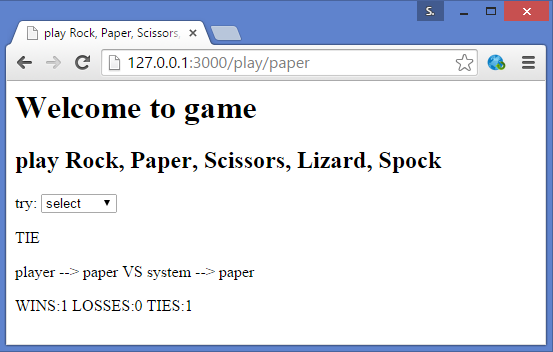 S.
play Rock, Paper, Scissors,
127.0.0.1:3000/play/paper
Welcome to game
play Rock, Paper, Scissors, Lizard, Spock
try: select
TIE
player --> paper VS system --> paper
WINS:1 LOSSES:0 TIES:1